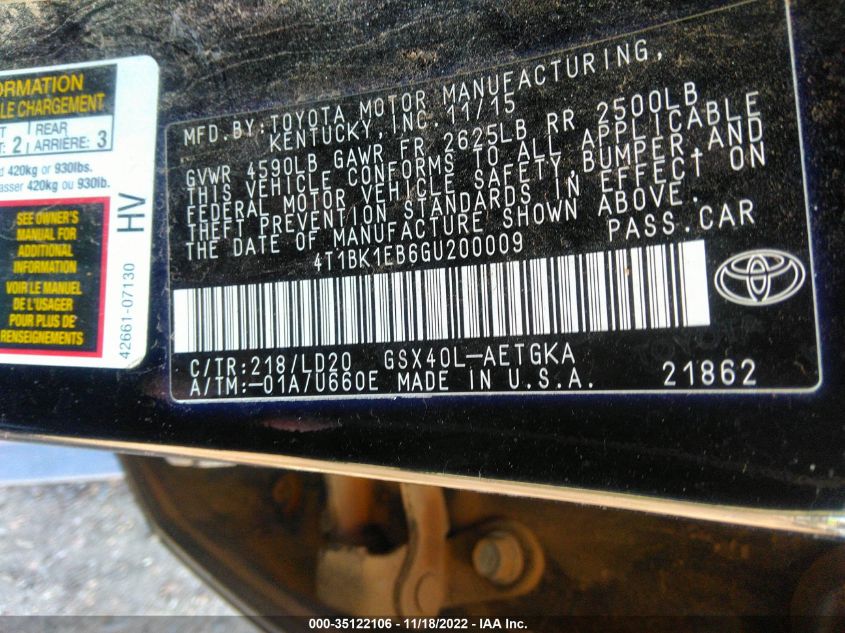 ORMATION
LE CHARGEMENT
T 2 | REAR
T: ARRIÈRE: 3
d 420kg or 930lbs.
asser 420kg ou 930lb.
SEE OWNER'S
MANUAL FOR
ADDITIONAL
INFORMATION
VOIR LE MANUEL
DE L'USAGER
POUR PLUS DE
RENSEIGNEMENTS
HV
42661-07130
MFD.BY: TOYOTA MOTOR MANUFACTURING,
KENTUCKY, INC. 11/15
GVWR 4590LB GAWR FR 2625LB RR 2500LB
THIS VEHICLE CONFORMS TO ALL APPLICABLE
FEDERAL MOTOR VEHICLE SAFETY, BUMPER, AND
THEFT PREVENTION STANDARDS IN EFFECT ON
THE DATE OF MANUFACTURE SHOWN ABOVE.
4T1BK1EB6GU200009 PASS.CAR
C/TR:218/LD20 GSX40L-AETGKA
A/TM:-01A/U660E MADE IN U.S.A. 21862
000-35122106 - 11/18/2022 - IAA Inc.